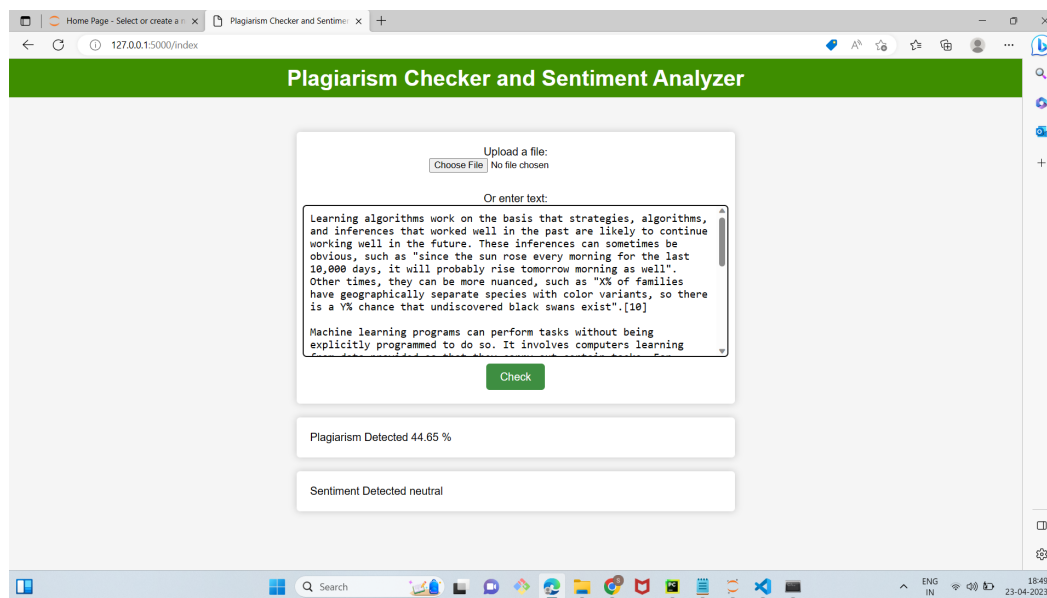 Home Page - Select or create a n
Plagiarism Checker and Sentimen
127.0.0.1:5000/index
Plagiarism Checker and Sentiment Analyzer
Upload a file:
Choose File No file chosen
Or enter text:
Learning algorithms work on the basis that strategies, algorithms,
and inferences that worked well in the past are likely to continue
working well in the future. These inferences can sometimes be
obvious, such as "since the sun rose every morning for the last
10,000 days, it will probably rise tomorrow morning as well".
Other times, they can be more nuanced, such as "X% of families
have geographically separate species with color variants, so there
is a Y% chance that undiscovered black swans exist".[10]
Machine learning programs can perform tasks without being
explicitly programmed to do so. It involves computers learning
Check
Plagiarism Detected 44.65 %
Sentiment Detected neutral
Search
ENG
IN
18:49
23-04-2023